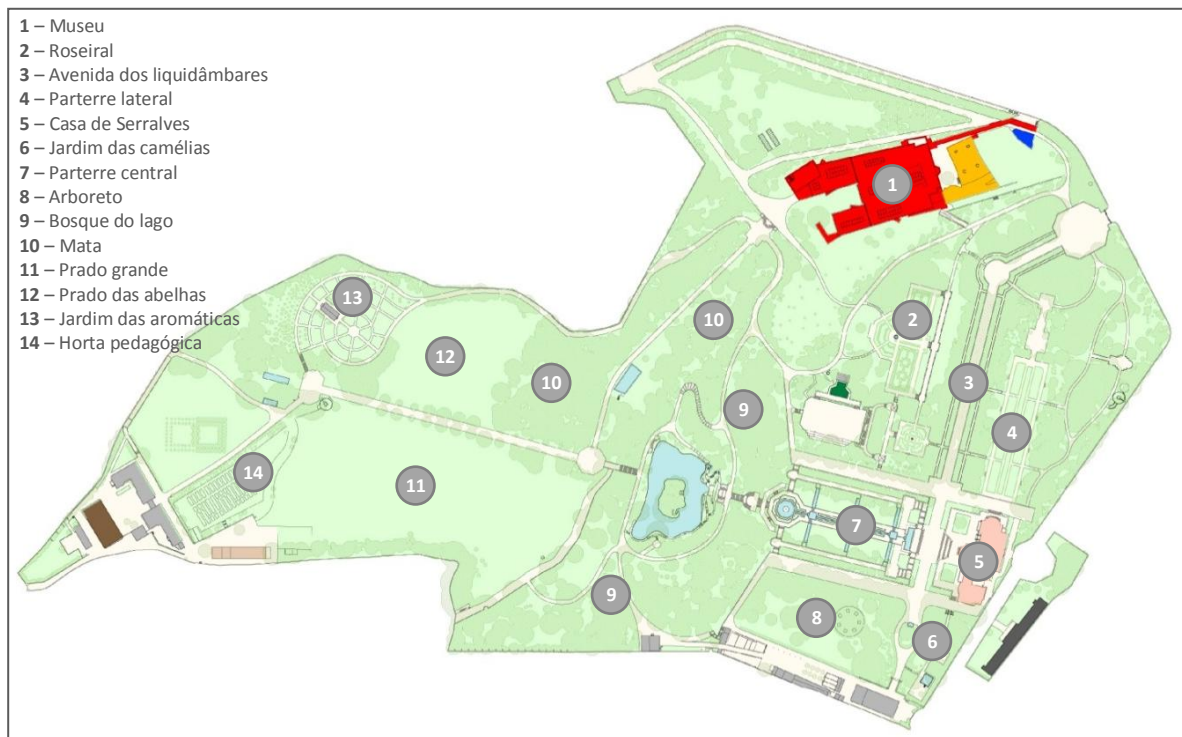 1 – Museu
2 – Roseiral
3 – Avenida dos liquidâmbares
4 – Parterre lateral
5 – Casa de Serralves
6 – Jardim das camélias
7 – Parterre central
8 – Arboreto
9 – Bosque do lago
10 – Mata
11 – Prado grande
12 – Prado das abelhas
13 – Jardim das aromáticas
14 – Horta pedagógica
1
13
2
10
12
10
3
9
4
14
11
7
5
9
8
6